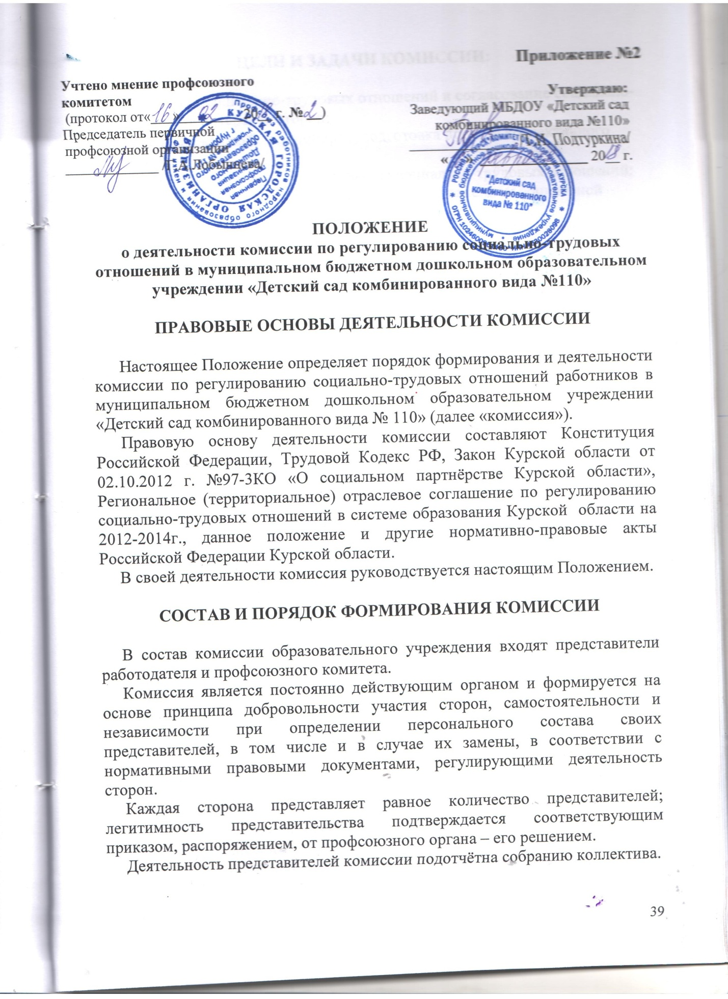 Приложение №2
Учтено мнение профсоюзного
комитетом
(протокол от«16» 02 20 г. № 2)
Председатель первичной
профсоюзной организации
/Т.А.Лобынцева/
Утверждаю:
Заведующий МБДОУ «Детский сад
комбинированного вида №110»
Подтуркина/
« » 20 г.
КУРСКАЯ ГОРОДСКАЯ ОРГАНИЗАЦИЯ
"Детский сад
комбинированного
вида № 110"
ПОЛОЖЕНИЕ
о деятельности комиссии по регулированию социально-трудовых
отношений в муниципальном бюджетном дошкольном образовательном
учреждении «Детский сад комбинированного вида №110»
ПРАВОВЫЕ ОСНОВЫ ДЕЯТЕЛЬНОСТИ КОМИССИИ
Настоящее Положение определяет порядок формирования и деятельности
комиссии по регулированию социально-трудовых отношений работников в
муниципальном бюджетном дошкольном образовательном учреждении
«Детский сад комбинированного вида № 110» (далее «комиссия»).
Правовую основу деятельности комиссии составляют Конституция
Российской Федерации, Трудовой Кодекс РФ, Закон Курской области от
02.10.2012 г. №97-ЗКО «О социальном партнёрстве Курской области»,
Региональное (территориальное) отраслевое соглашение по регулированию
социально-трудовых отношений в системе образования Курской области на
2012-2014г., данное положение и другие нормативно-правовые акты
Российской Федерации Курской области.
В своей деятельности комиссия руководствуется настоящим Положением.
СОСТАВ И ПОРЯДОК ФОРМИРОВАНИЯ КОМИССИИ
В состав комиссии образовательного учреждения входят представители
работодателя и профсоюзного комитета.
Комиссия является постоянно действующим органом и формируется на
основе принципа добровольности участия сторон, самостоятельности и
независимости при определении персонального состава своих
представителей, в том числе и в случае их замены, в соответствии с
нормативными правовыми документами, регулирующими деятельность
сторон.
Каждая сторона представляет равное количество представителей;
легитимность представительства подтверждается соответствующим
приказом, распоряжением, от профсоюзного органа – его решением.
Деятельность представителей комиссии подотчётна собранию коллектива.
39